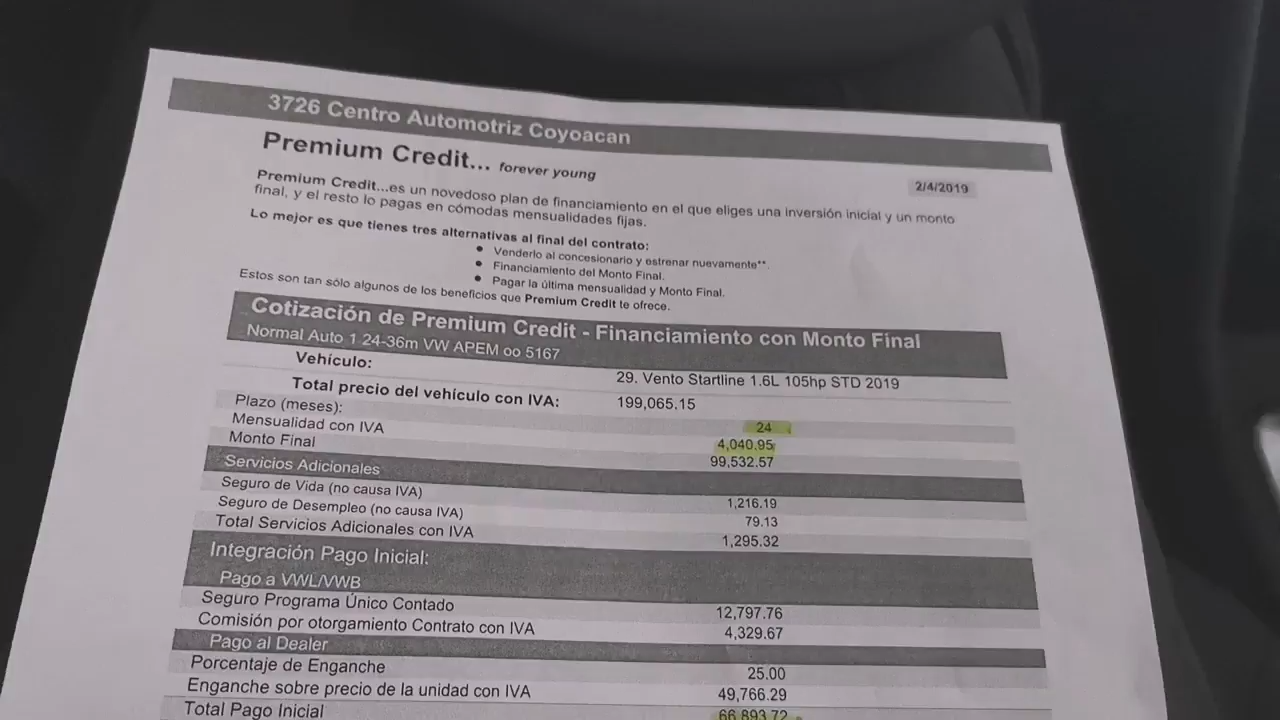 3726 Centro Automotriz Coyoacan
Premium Credit... forever young
2/4/2019
Premium Credit...es un novedoso plan de financiamiento en el que eliges una inversión inicial y un monto
final, y el resto lo pagas en cómodas mensualidades fijas.
Lo mejor es que tienes tres alternativas al final del contrato:
• Venderlo al concesionario y estrenar nuevamente**.
• Financiamiento del Monto Final.
• Pagar la última mensualidad y Monto Final.
Estos son tan sólo algunos de los beneficios que Premium Credit te ofrece.
Cotización de Premium Credit - Financiamiento con Monto Final
Normal Auto 1 24-36m VW APEM oo 5167
Vehículo: 29. Vento Startline 1.6L 105hp STD 2019
Total precio del vehículo con IVA: 199,065.15
Plazo (meses): 24
Mensualidad con IVA 4,040.95
Monto Final 99,532.57
Servicios Adicionales
Seguro de Vida (no causa IVA) 1,216.19
Seguro de Desempleo (no causa IVA) 79.13
Total Servicios Adicionales con IVA 1,295.32
Integración Pago Inicial:
Pago a VWL/VWB
Seguro Programa Único Contado 12,797.76
Comisión por otorgamiento Contrato con IVA 4,329.67
Pago al Dealer
Porcentaje de Enganche 25.00
Enganche sobre precio de la unidad con IVA 49,766.29
Total Pago Inicial 66,893.72